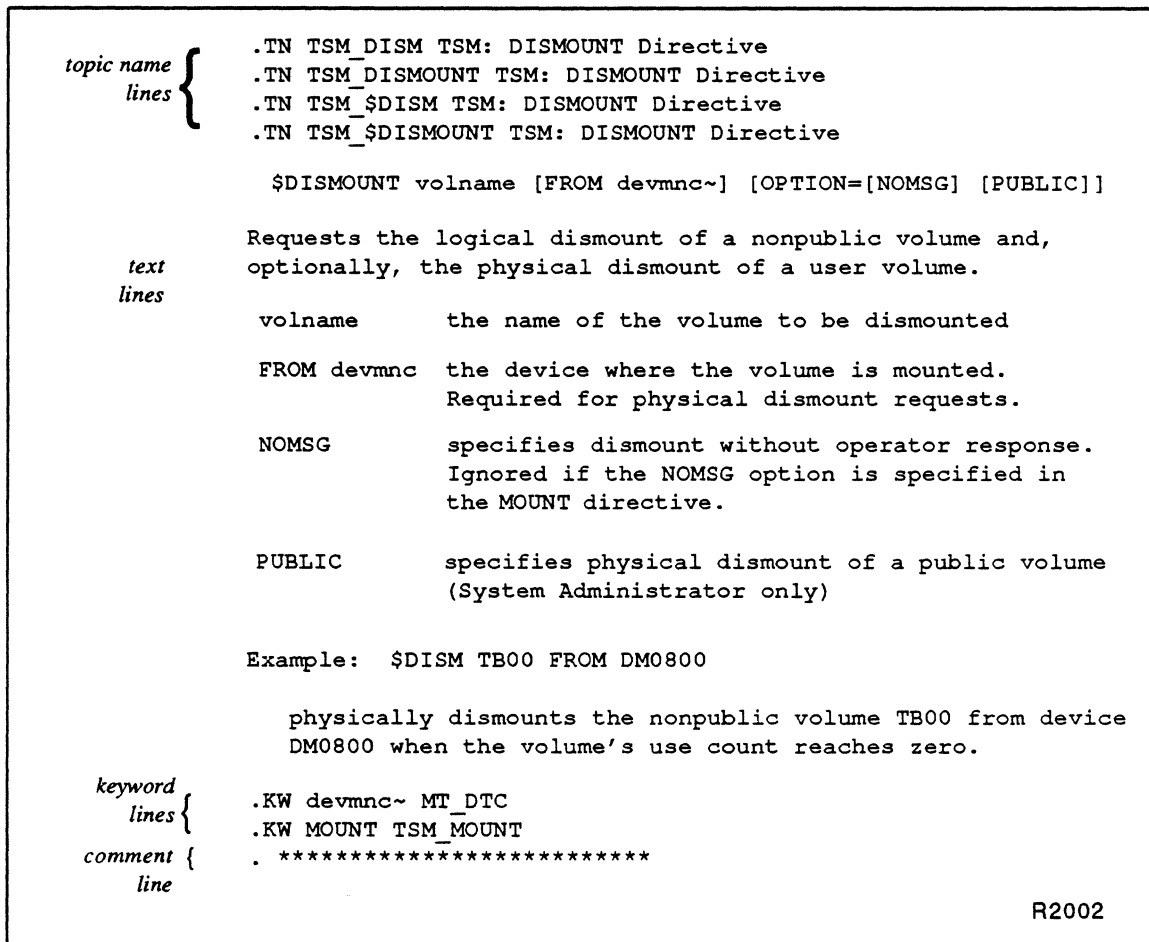 topic name lines
.TN TSM_DISM TSM: DISMOUNT Directive
.TN TSM_DISMOUNT TSM: DISMOUNT Directive
.TN TSM_$DISM TSM: DISMOUNT Directive
.TN TSM_$DISMOUNT TSM: DISMOUNT Directive
$DISMOUNT volname [FROM devmnc~] [OPTION=[NOMSG] [PUBLIC]]
text lines
Requests the logical dismount of a nonpublic volume and,
optionally, the physical dismount of a user volume.
volname the name of the volume to be dismounted
FROM devmnc the device where the volume is mounted.
Required for physical dismount requests.
NOMSG specifies dismount without operator response.
Ignored if the NOMSG option is specified in
the MOUNT directive.
PUBLIC specifies physical dismount of a public volume
(System Administrator only)
Example: $DISM TB00 FROM DM0800
physically dismounts the nonpublic volume TB00 from device
DM0800 when the volume's use count reaches zero.
keyword lines
.KW devmnc~ MT_DTC
.KW MOUNT TSM_MOUNT
comment line
. **************************
R2002